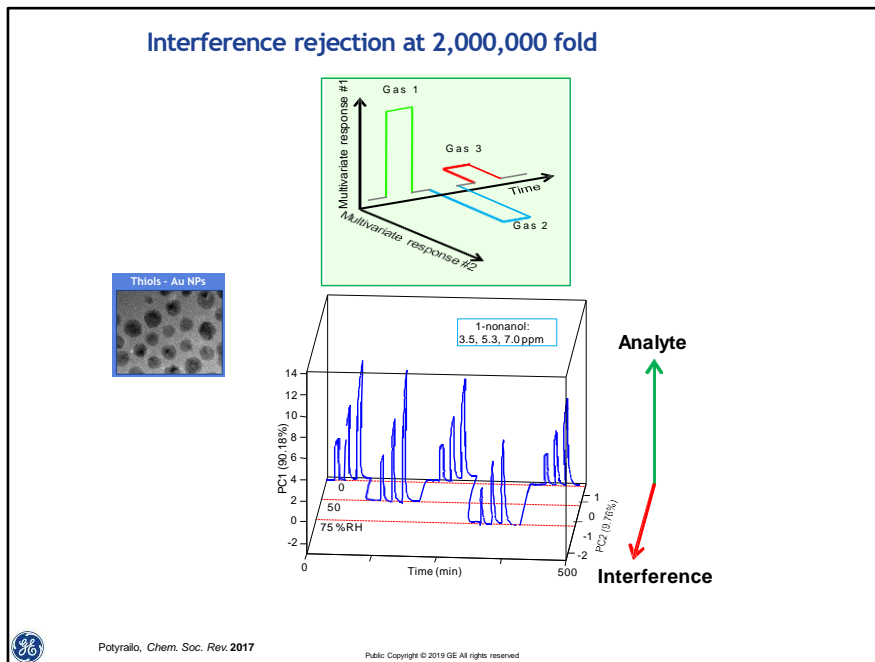 Interference rejection at 2,000,000 fold
Multivariate response #1
Gas 1
Gas 3
Time
Gas 2
Multivariate response #2
Thiols - Au NPs
1-nonanol:
3.5, 5.3, 7.0 ppm
PC1 (90.18%)
14
12
10
8
6
4
2
0
-2
0
50
75 %RH
1
0
-1
-2
PC2 (9.76%)
0
Time (min)
500
Analyte
Interference
GE
Potyrailo, Chem. Soc. Rev. 2017
Public Copyright © 2019 GE All rights reserved